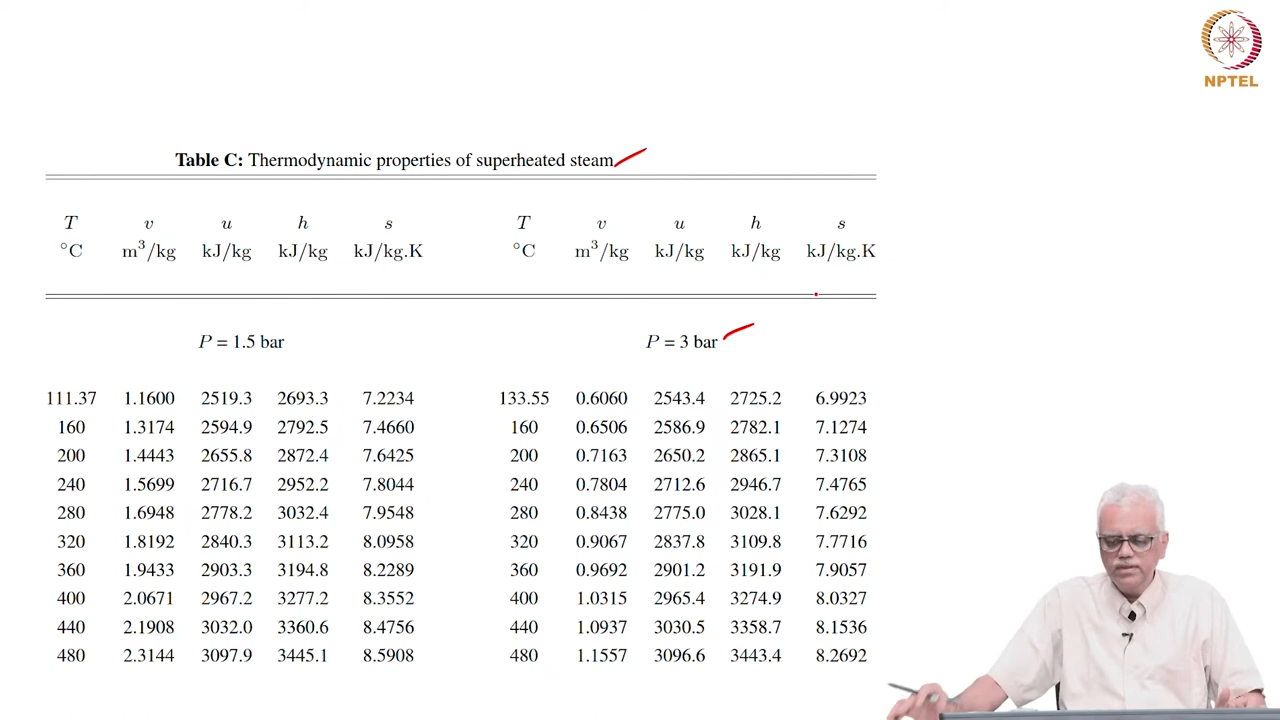 NPTEL
Table C: Thermodynamic properties of superheated steam
T v u h s T v u h s
°C m³/kg kJ/kg kJ/kg kJ/kg.K °C m³/kg kJ/kg kJ/kg kJ/kg.K
P = 1.5 bar P = 3 bar
111.37 1.1600 2519.3 2693.3 7.2234 133.55 0.6060 2543.4 2725.2 6.9923
160 1.3174 2594.9 2792.5 7.4660 160 0.6506 2586.9 2782.1 7.1274
200 1.4443 2655.8 2872.4 7.6425 200 0.7163 2650.2 2865.1 7.3108
240 1.5699 2716.7 2952.2 7.8044 240 0.7804 2712.6 2946.7 7.4765
280 1.6948 2778.2 3032.4 7.9548 280 0.8438 2775.0 3028.1 7.6292
320 1.8192 2840.3 3113.2 8.0958 320 0.9067 2837.8 3109.8 7.7716
360 1.9433 2903.3 3194.8 8.2289 360 0.9692 2901.2 3191.9 7.9057
400 2.0671 2967.2 3277.2 8.3552 400 1.0315 2965.4 3274.9 8.0327
440 2.1908 3032.0 3360.6 8.4756 440 1.0937 3030.5 3358.7 8.1536
480 2.3144 3097.9 3445.1 8.5908 480 1.1557 3096.6 3443.4 8.2692